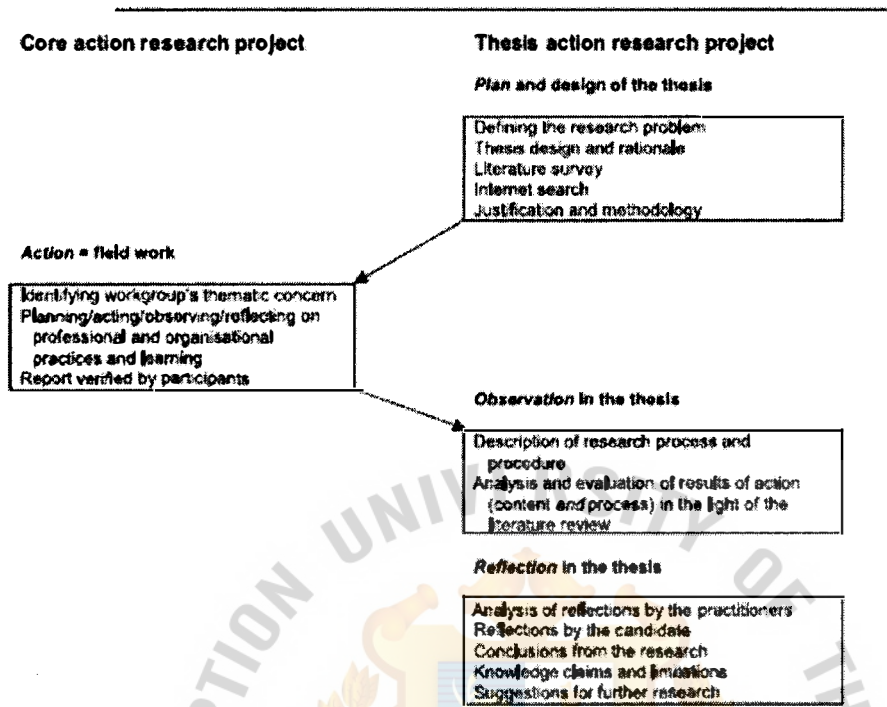 Core action research project
Thesis action research project
Plan and design of the thesis
Defining the research problem
Thesis design and rationale
Literature survey
Internet search
Justification and methodology
Action = field work
Identifying workgroup's thematic concern
Planning/acting/observing/reflecting on
professional and organisational
practices and learning
Report verified by participants
Observation in the thesis
Description of research process and
procedure
Analysis and evaluation of results of action
(content and process) in the light of the
literature review
Reflection in the thesis
Analysis of reflections by the practitioners
Reflections by the candidate
Conclusions from the research
Knowledge claims and limitations
Suggestions for further research
UNIVERSITY OF